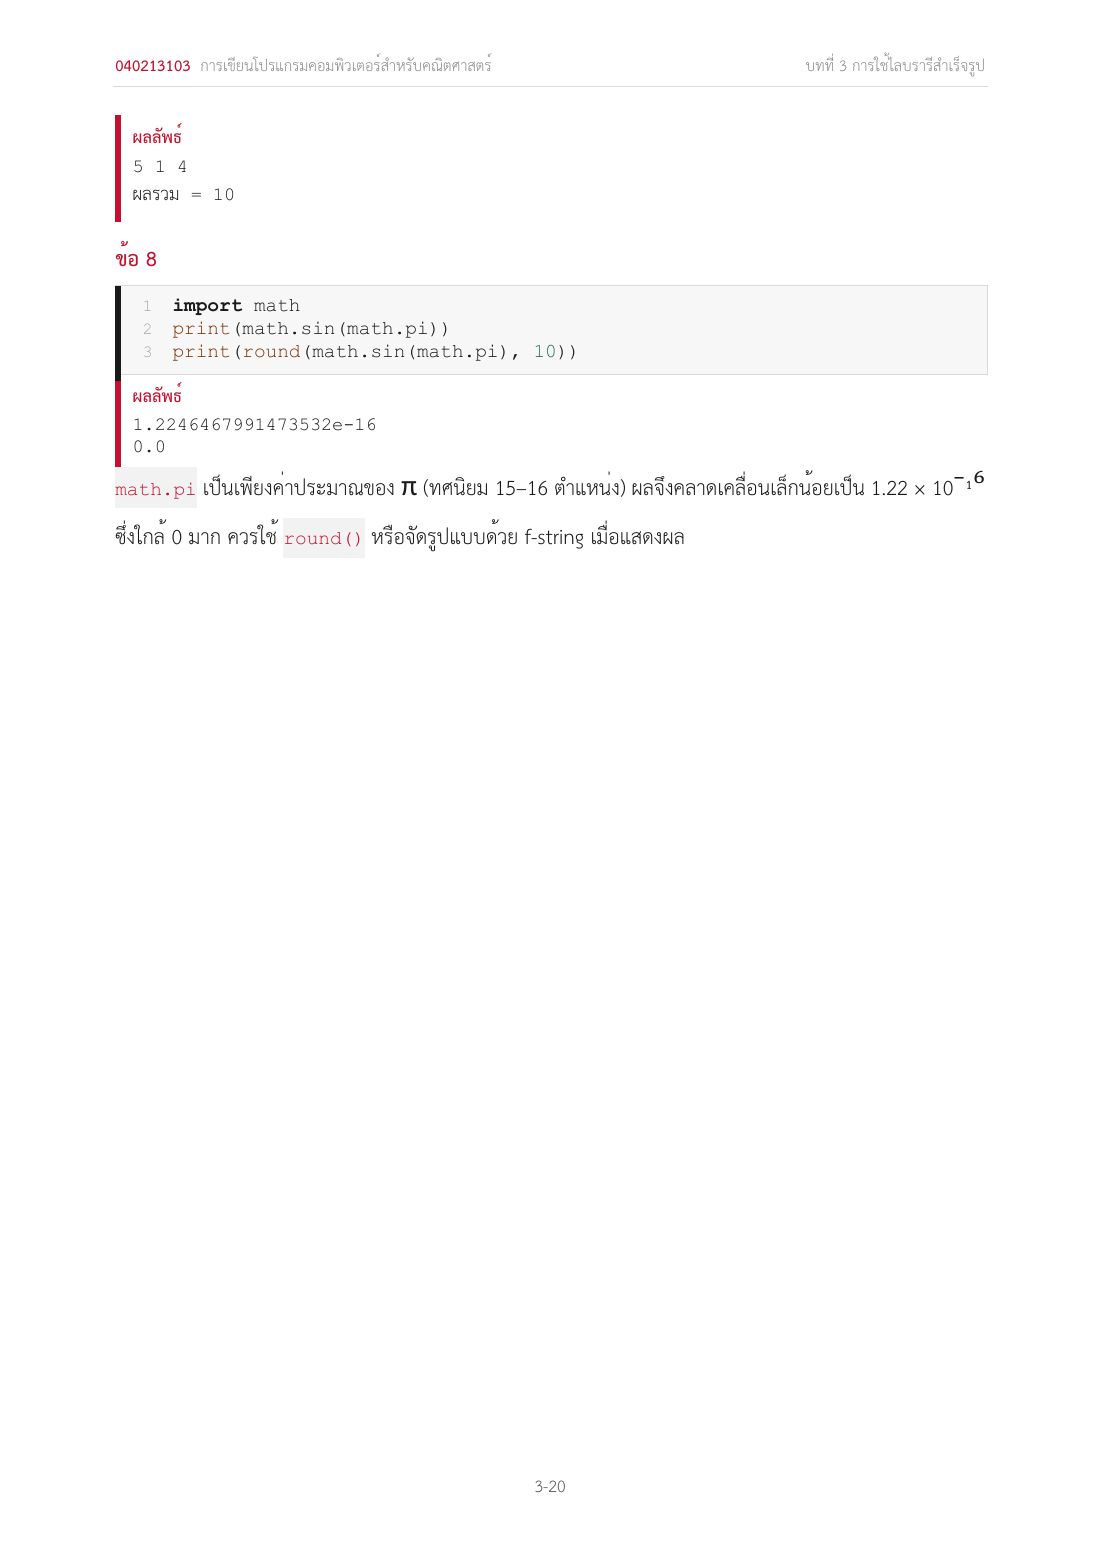 040213103 การเขียนโปรแกรมคอมพิวเตอร์สำหรับคณิตศาสตร์ บทที่ 3 การใช้ไลบรารีสำเร็จรูป
ผลลัพธ์
5 1 4
ผลรวม = 10
ข้อ 8
1 import math
2 print(math.sin(math.pi))
3 print(round(math.sin(math.pi), 10))
ผลลัพธ์
1.2246467991473532e-16
0.0
math.pi เป็นเพียงค่าประมาณของ π (ทศนิยม 15–16 ตำแหน่ง) ผลจึงคลาดเคลื่อนเล็กน้อยเป็น 1.22 × 10⁻¹⁶
ซึ่งใกล้ 0 มาก ควรใช้ round() หรือจัดรูปแบบด้วย f-string เมื่อแสดงผล
3-20